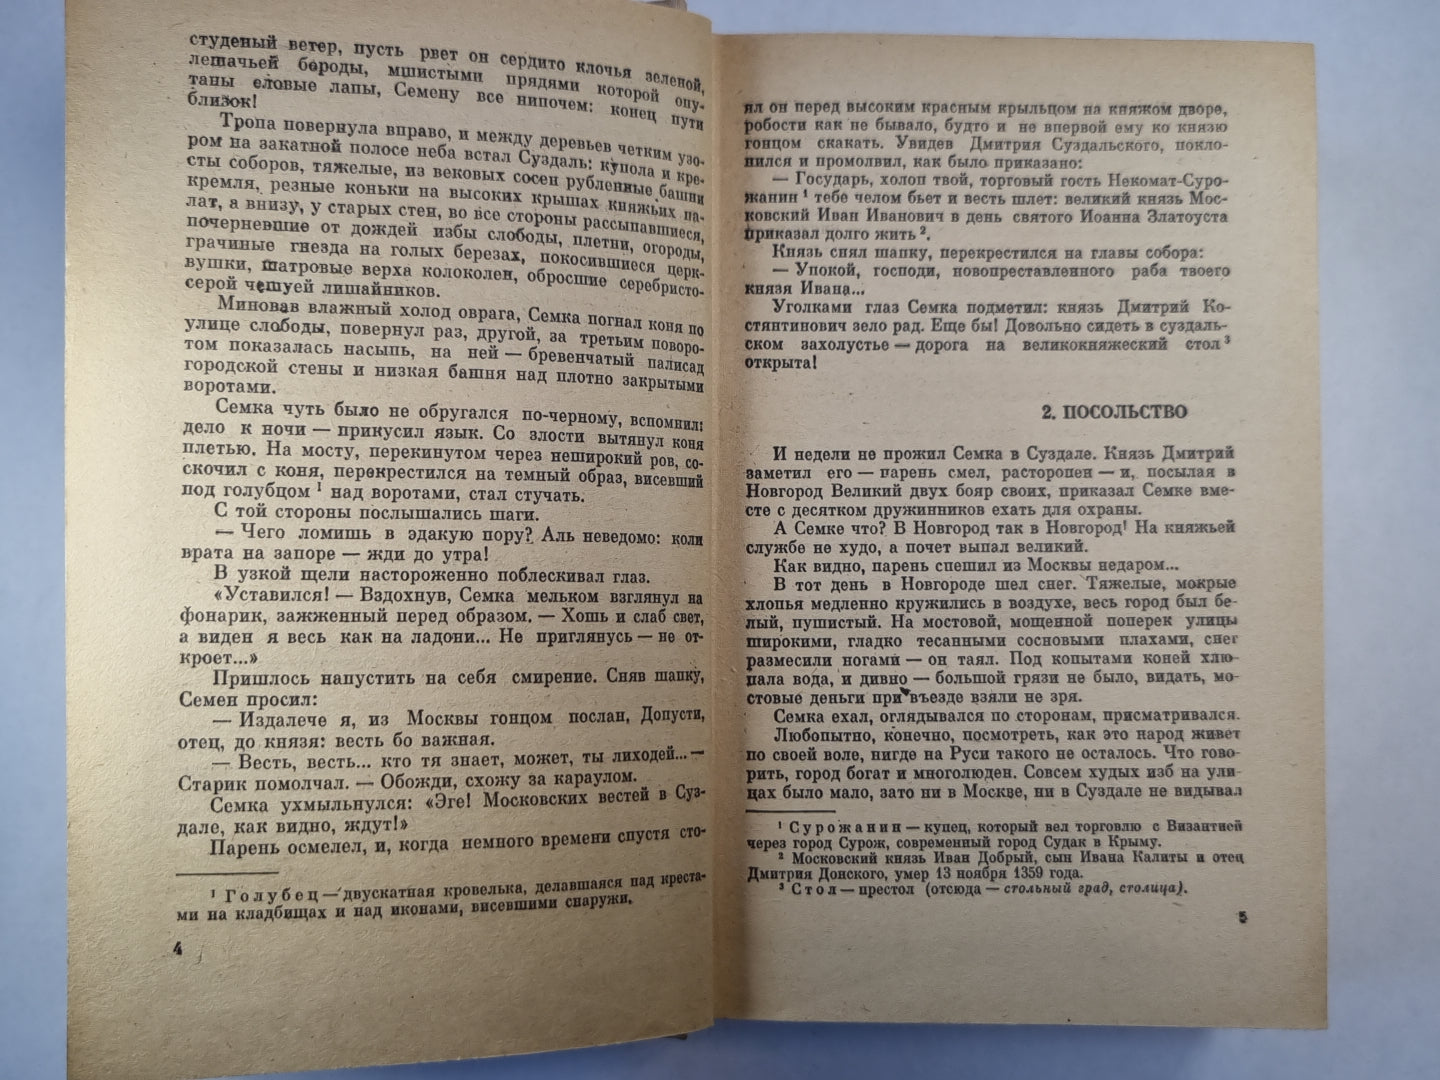 студеный ветер, пусть рвет он сердито клочья зеленой,
лешачьей бороды, мшистыми прядями которой опу-
таны еловые лапы, Семену все нипочем: конец пути
близок!
Тропа повернула вправо, и между деревьев четким узо-
ром на закатной полосе неба встал Суздаль: купола и кре-
сты соборов, тяжелые, из вековых сосен рубленные башни
кремля, резные коньки на высоких крышах княжьих па-
лат, а внизу, у старых стен, во все стороны рассыпавшиеся,
почерневшие от дождей избы слободы, плетни, огороды,
грачиные гнезда на голых березах, покосившиеся церк-
вушки, шатровые верха колоколен, обросшие серебристо-
серой чешуей лишайников.
Миновав влажный холод оврага, Семка погнал коня по
улице слободы, повернул раз, другой, за третьим поворо-
том показалась насыпь, на ней — бревенчатый палисад
городской стены и низкая башня над плотно закрытыми
воротами.
Семка чуть было не обругался по-черному, вспомнил:
дело к ночи — прикусил язык. Со злости вытянул коня
плетью. На мосту, перекинутом через неширокий ров, со-
скочил с коня, перекрестился на темный образ, висевший
под голубцом ¹ над воротами, стал стучать.
С той стороны послышались шаги.
— Чего ломишь в эдакую пору? Аль неведомо: коли
врата на запоре — жди до утра!
В узкой щели настороженно поблескивал глаз.
«Уставился! — Вздохнув, Семка мельком взглянул на
фонарик, зажженный перед образом. — Хошь и слаб свет,
а виден я весь как на ладони... Не приглянусь — не от-
кроет...»
Пришлось напустить на себя смирение. Сняв шапку,
Семен просил:
— Издалече я, из Москвы гонцом послан, Допусти,
отец, до князя: весть бо важная.
— Весть, весть... кто тя знает, может, ты лиходей... —
Старик помолчал. — Обожди, схожу за караулом.
Семка ухмыльнулся: «Эге! Московских вестей в Суз-
дале, как видно, ждут!»
Парень осмелел, и, когда немного времени спустя сто-
¹ Голубец — двускатная кровелька, делавшаяся над креста-
ми на кладбищах и над иконами, висевшими снаружи.
4
ял он перед высоким красным крыльцом на княжом дворе,
робости как не бывало, будто и не впервой ему ко князю
гонцом скакать. Увидев Дмитрия Суздальского, покло-
нился и промолвил, как было приказано:
— Государь, холоп твой, торговый гость Некомат-Суро-
жанин ¹ тебе челом бьет и весть шлет: великий князь Мос-
ковский Иван Иванович в день святого Иоанна Златоуста
приказал долго жить ².
Князь снял шапку, перекрестился на главы собора:
— Упокой, господи, новопреставленного раба твоего
князя Ивана...
Уголками глаз Семка подметил: князь Дмитрий Ко-
стянтинович зело рад. Еще бы! Довольно сидеть в суздаль-
ском захолустье — дорога на великокняжеский стол ³
открыта!
2. ПОСОЛЬСТВО
И недели не прожил Семка в Суздале. Князь Дмитрий
заметил его — парень смел, расторопен — и, посылая в
Новгород Великий двух бояр своих, приказал Семке вме-
сте с десятком дружинников ехать для охраны.
А Семке что? В Новгород так в Новгород! На княжьей
службе не худо, а почет выпал великий.
Как видно, парень спешил из Москвы недаром...
В тот день в Новгороде шел снег. Тяжелые, мокрые
хлопья медленно кружились в воздухе, весь город был бе-
лый, пушистый. На мостовой, мощенной поперек улицы
широкими, гладко тесанными сосновыми плахами, снег
размесили ногами — он таял. Под копытами коней хлю-
пала вода, и дивно — большой грязи не было, видать, мо-
стовые деньги при въезде взяли не зря.
Семка ехал, оглядывался по сторонам, присматривался.
Любопытно, конечно, посмотреть, как это народ живет
по своей воле, нигде на Руси такого не осталось. Что гово-
рить, город богат и многолюден. Совсем худых изб на ули-
цах было мало, зато ни в Москве, ни в Суздале не видывал
¹ Сурожанин — купец, который вел торговлю с Византией
через город Сурож, современный город Судак в Крыму.
² Московский князь Иван Добрый, сын Ивана Калиты и отец
Дмитрия Донского, умер 13 ноября 1359 года.
³ Стол — престол (отсюда — стольный град, столица).
5